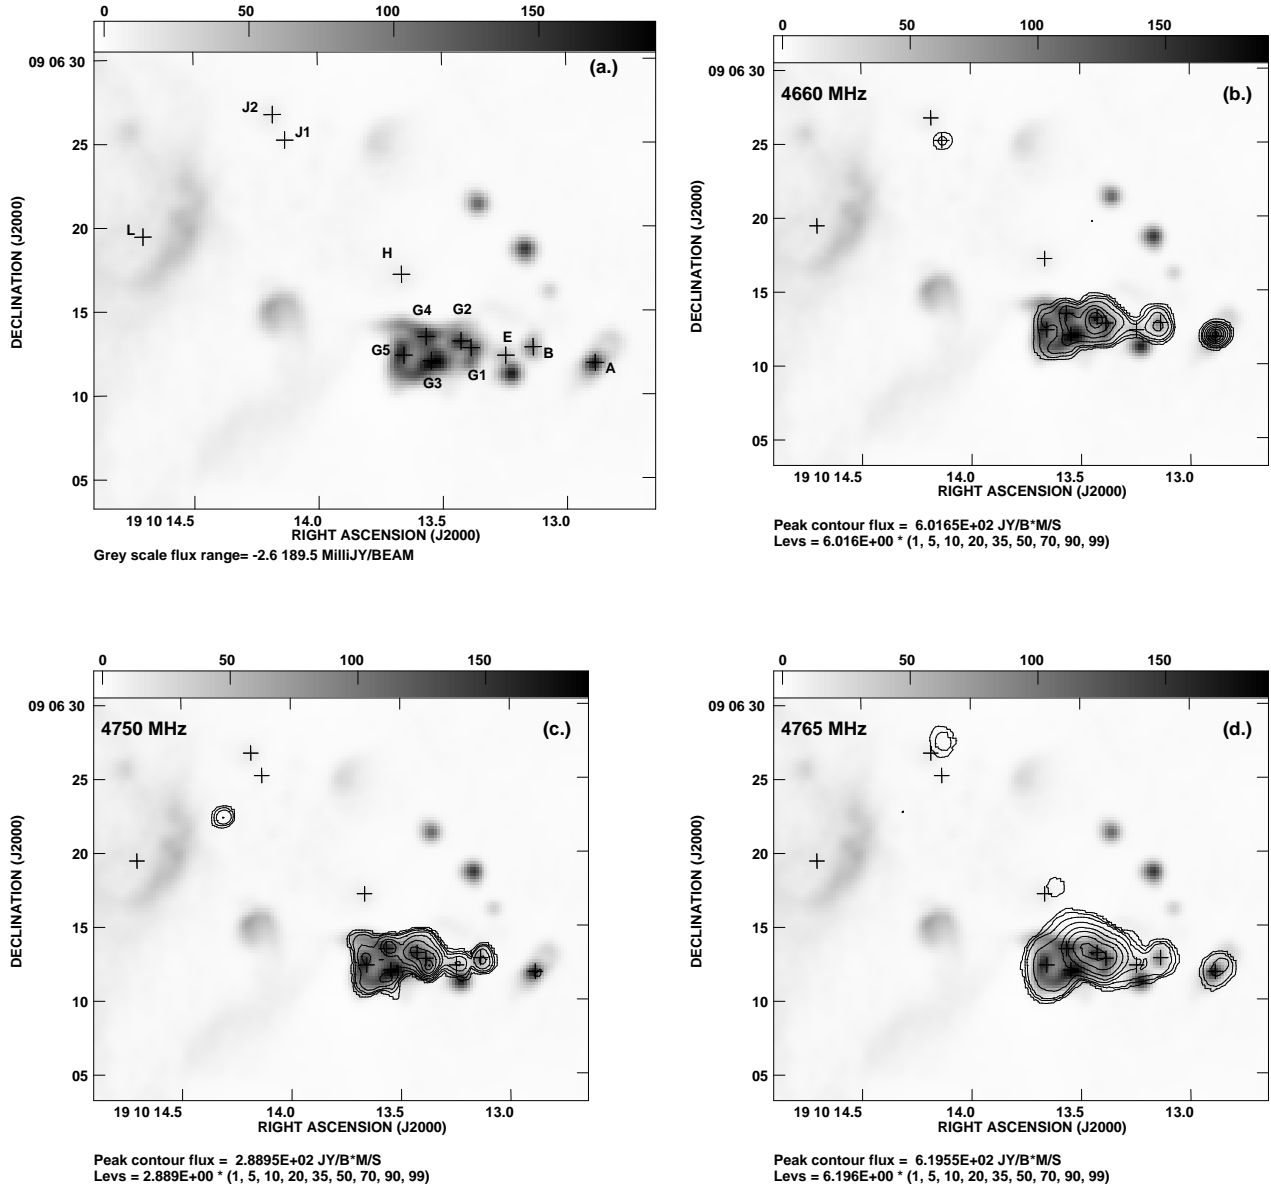 0 50 100 150
09 06 30
(a.)
J2
J1
25
DECLINATION (J2000)
20
L
H
15
G4 G2
G5 E B
G3 G1 A
10
05
19 10 14.5 14.0 13.5 13.0
RIGHT ASCENSION (J2000)
Grey scale flux range= -2.6 189.5 MilliJY/BEAM
0 50 100 150
09 06 30
4660 MHz (b.)
25
DECLINATION (J2000)
20
15
10
05
19 10 14.5 14.0 13.5 13.0
RIGHT ASCENSION (J2000)
Peak contour flux = 6.0165E+02 JY/B*M/S
Levs = 6.016E+00 * (1, 5, 10, 20, 35, 50, 70, 90, 99)
0 50 100 150
09 06 30
4750 MHz (c.)
25
DECLINATION (J2000)
20
15
10
05
19 10 14.5 14.0 13.5 13.0
RIGHT ASCENSION (J2000)
Peak contour flux = 2.8895E+02 JY/B*M/S
Levs = 2.889E+00 * (1, 5, 10, 20, 35, 50, 70, 90, 99)
0 50 100 150
09 06 30
4765 MHz (d.)
25
DECLINATION (J2000)
20
15
10
05
19 10 14.5 14.0 13.5 13.0
RIGHT ASCENSION (J2000)
Peak contour flux = 6.1955E+02 JY/B*M/S
Levs = 6.196E+00 * (1, 5, 10, 20, 35, 50, 70, 90, 99)